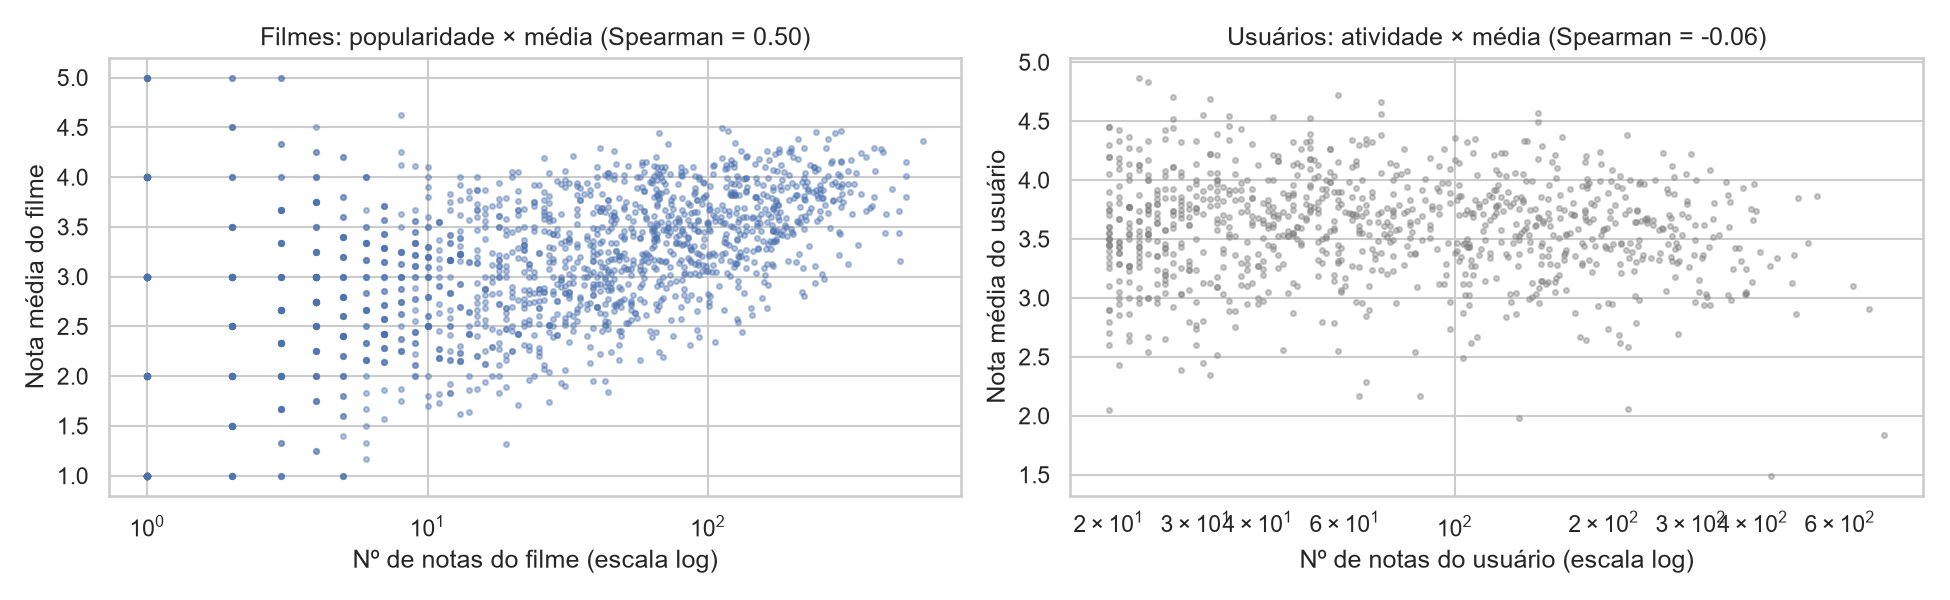 Filmes: popularidade × média (Spearman = 0.50)
5.0
4.5
4.0
3.5
3.0
2.5
2.0
1.5
1.0
Nota média do filme
10⁰
10¹
10²
Nº de notas do filme (escala log)
Usuários: atividade × média (Spearman = -0.06)
5.0
4.5
4.0
3.5
3.0
2.5
2.0
1.5
Nota média do usuário
2 × 10¹
3 × 10¹
4 × 10¹
6 × 10¹
10²
2 × 10²
3 × 10²
4 × 10²
6 × 10²
Nº de notas do usuário (escala log)